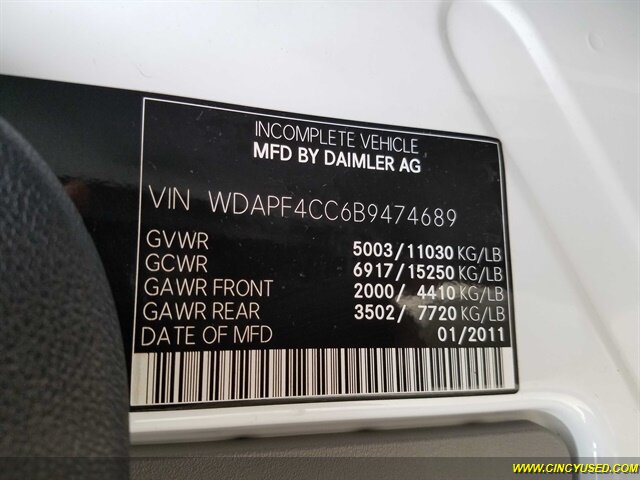 INCOMPLETE VEHICLE
MFD BY DAIMLER AG
VIN WDAPF4CC6B9474689
GVWR 5003/11030 KG/LB
GCWR 6917/15250 KG/LB
GAWR FRONT 2000/ 4410 KG/LB
GAWR REAR 3502/ 7720 KG/LB
DATE OF MFD 01/2011
WWW.CINCYUSED.COM